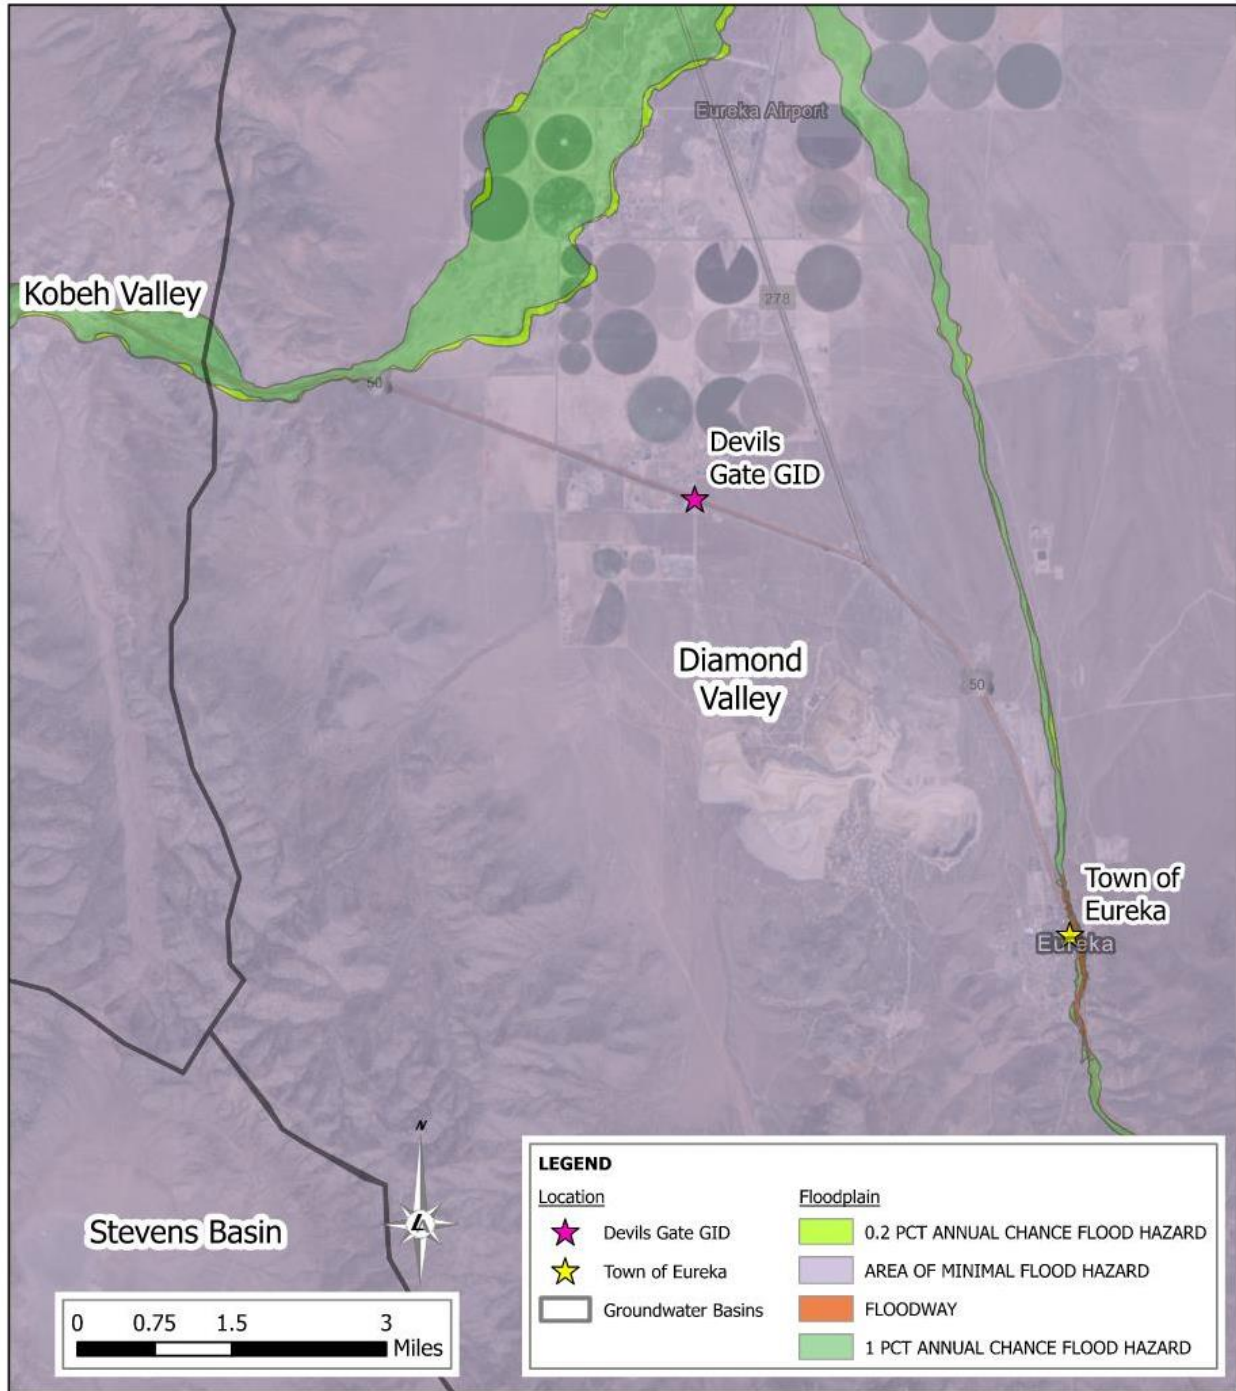 Eureka Airport
Kobeh Valley
278
50
Devils
Gate GID
Diamond
Valley
50
Town of
Eureka
Eureka
N
Stevens Basin
0 0.75 1.5 3
Miles
LEGEND
Location
Devils Gate GID
Town of Eureka
Groundwater Basins
Floodplain
0.2 PCT ANNUAL CHANCE FLOOD HAZARD
AREA OF MINIMAL FLOOD HAZARD
FLOODWAY
1 PCT ANNUAL CHANCE FLOOD HAZARD